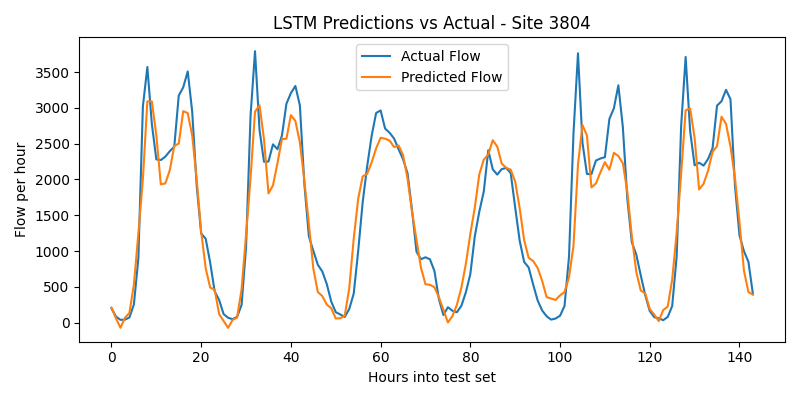 LSTM Predictions vs Actual - Site 3804
Actual Flow
Predicted Flow
Flow per hour
3500
3000
2500
2000
1500
1000
500
0
0 20 40 60 80 100 120 140
Hours into test set